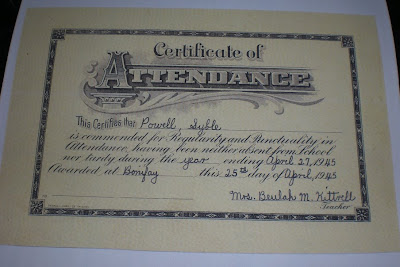 Certificate of
ATTENDANCE
This Certifies that Powell, Syble
is commended for Regularity and Punctuality in
Attendance, having been neither absent from School
nor tardy during the year ending April 27, 1945
Awarded at Bonifay this 25th day of April, 1945
Mrs. Beulah M. Kittrell
Teacher